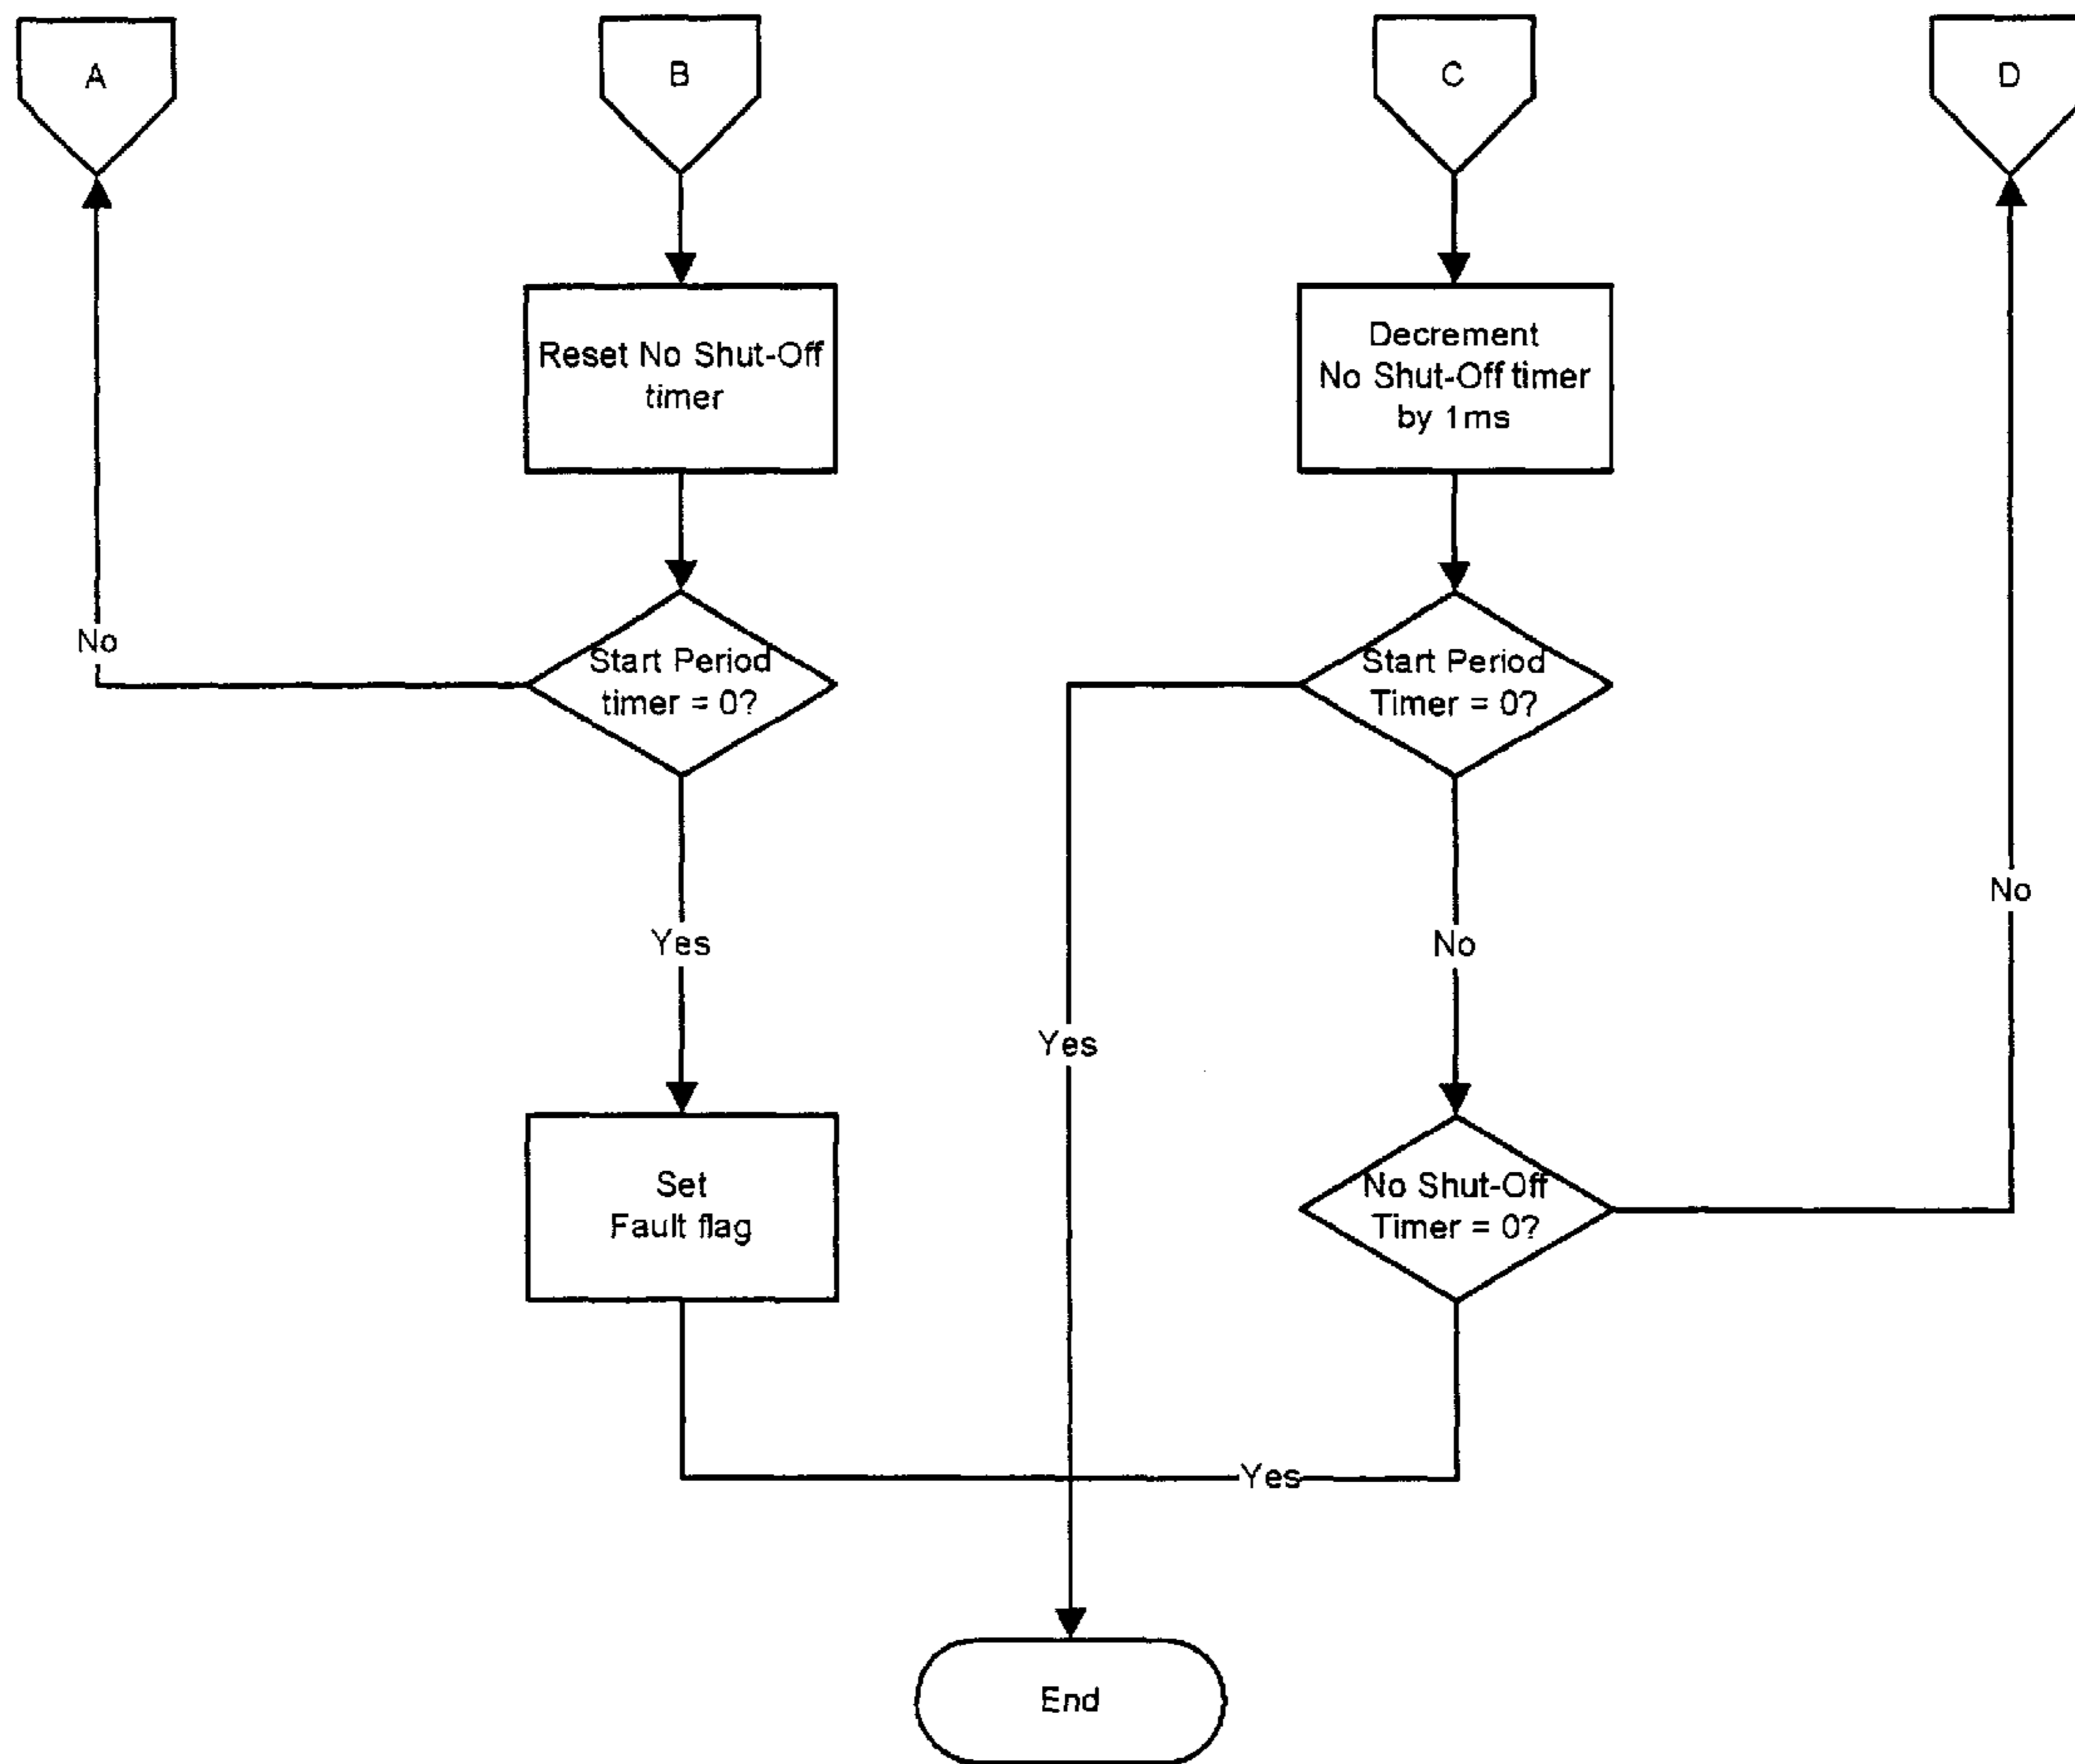 A
B
C
D
Reset No Shut-Off
timer
Decrement
No Shut-Off timer
by 1ms
No
Start Period
timer = 0?
Start Period
Timer = 0?
No
Yes
No
Yes
Set
Fault flag
No Shut-Off
Timer = 0?
Yes
End